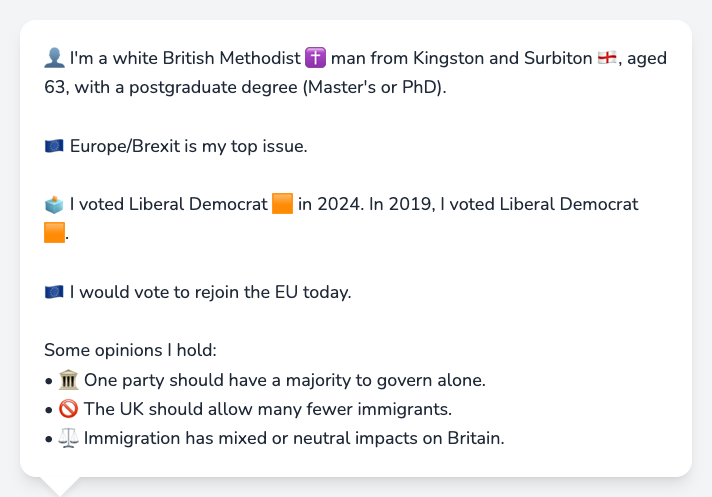 👤 I'm a white British Methodist ✝️ man from Kingston and Surbiton 🏴󠁧󠁢󠁥󠁮󠁧󠁿, aged
63, with a postgraduate degree (Master's or PhD).
🇪🇺 Europe/Brexit is my top issue.
🗳️ I voted Liberal Democrat 🟧 in 2024. In 2019, I voted Liberal Democrat
🟧.
🇪🇺 I would vote to rejoin the EU today.
Some opinions I hold:
• 🏛️ One party should have a majority to govern alone.
• 🚫 The UK should allow many fewer immigrants.
• ⚖️ Immigration has mixed or neutral impacts on Britain.